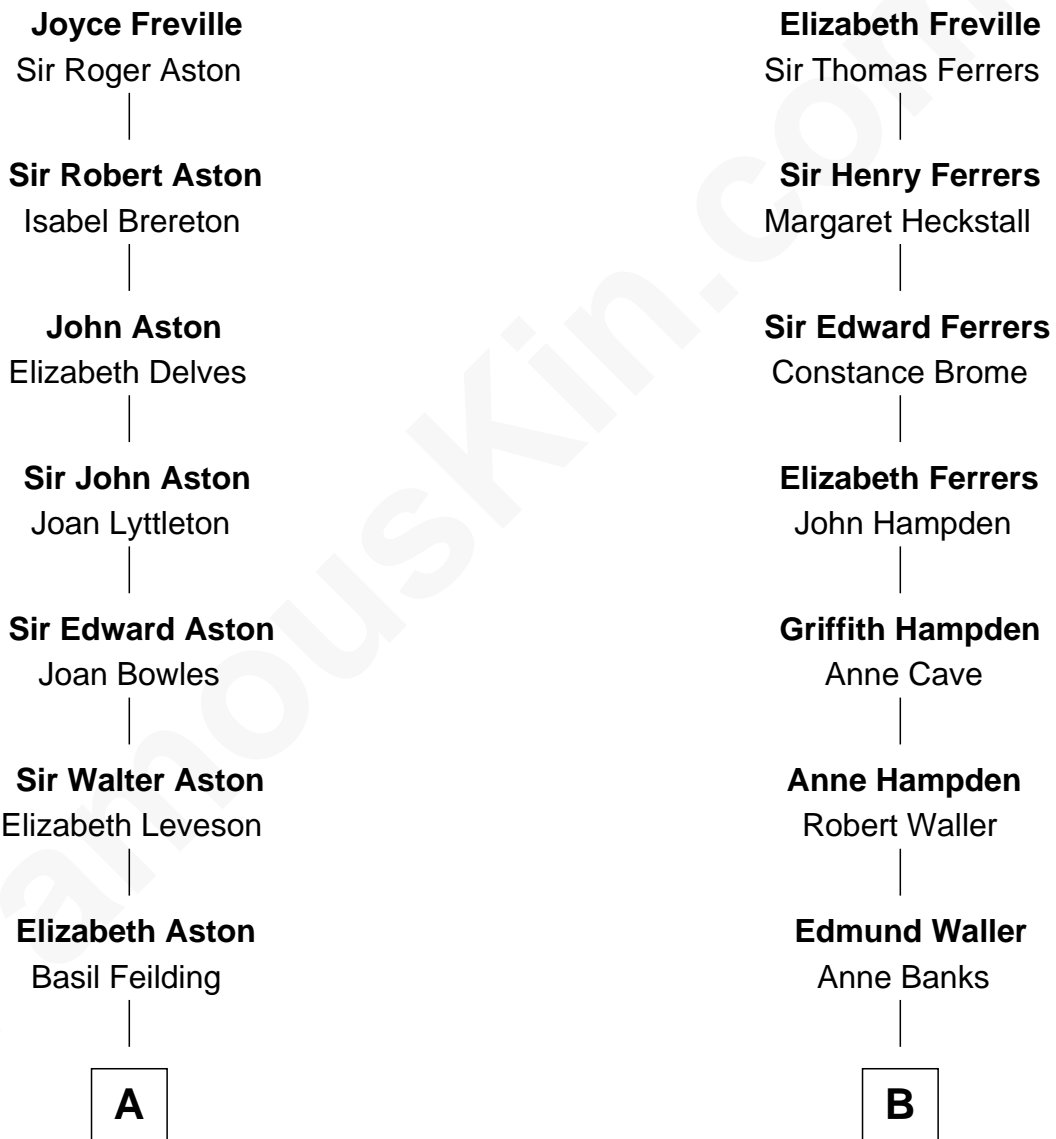 Joyce Freville
Sir Roger Aston
Sir Robert Aston
Isabel Brereton
John Aston
Elizabeth Delves
Sir John Aston
Joan Lyttleton
Sir Edward Aston
Joan Bowles
Sir Walter Aston
Elizabeth Leveson
Elizabeth Aston
Basil Feilding
A
Elizabeth Freville
Sir Thomas Ferrers
Sir Henry Ferrers
Margaret Heckstall
Sir Edward Ferrers
Constance Brome
Elizabeth Ferrers
John Hampden
Griffith Hampden
Anne Cave
Anne Hampden
Robert Waller
Edmund Waller
Anne Banks
B
amouskin.com